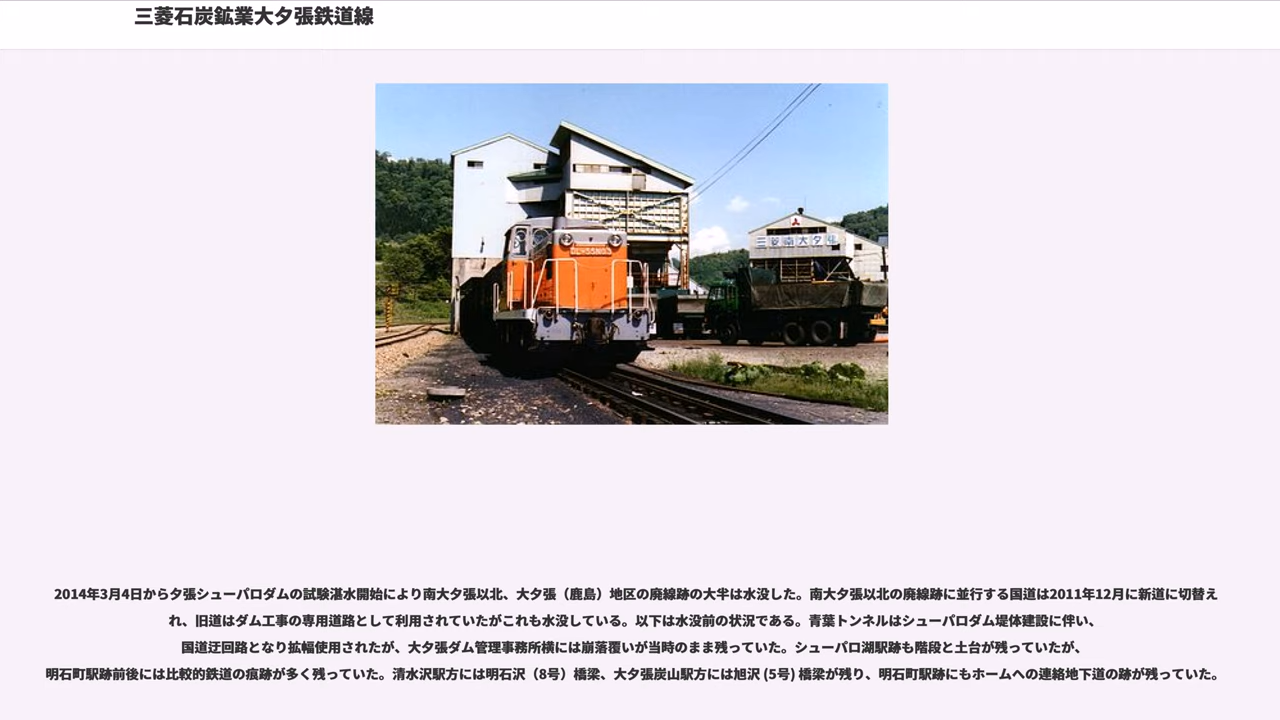 三菱石炭鉱業大夕張鉄道線
三菱南大夕張
2014年3月4日から夕張シューパロダムの試験湛水開始により南大夕張以北、大夕張（鹿島）地区の廃線跡の大半は水没した。南大夕張以北の廃線跡に並行する国道は2011年12月に新道に切替え
れ、旧道はダム工事の専用道路として利用されていたがこれも水没している。以下は水没前の状況である。青葉トンネルはシューパロダム堤体建設に伴い、
国道迂回路となり拡幅使用されたが、大夕張ダム管理事務所横には崩落覆いが当時のまま残っていた。シューパロ湖駅跡も階段と土台が残っていたが、
明石町駅跡前後には比較的鉄道の痕跡が多く残っていた。清水沢駅方には明石沢（8号）橋梁、大夕張炭山駅方には旭沢 (5号) 橋梁が残り、明石町駅跡にもホームへの連絡地下道の跡が残っていた。